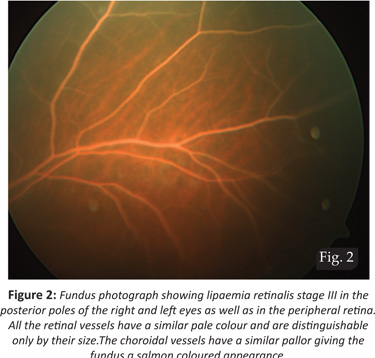 Fig. 2
Figure 2: Fundus photograph showing lipaemia retinalis stage III in the
posterior poles of the right and left eyes as well as in the peripheral retina.
All the retinal vessels have a similar pale colour and are distinguishable
only by their size.The choroidal vessels have a similar pallor giving the
fundus a salmon coloured appearance